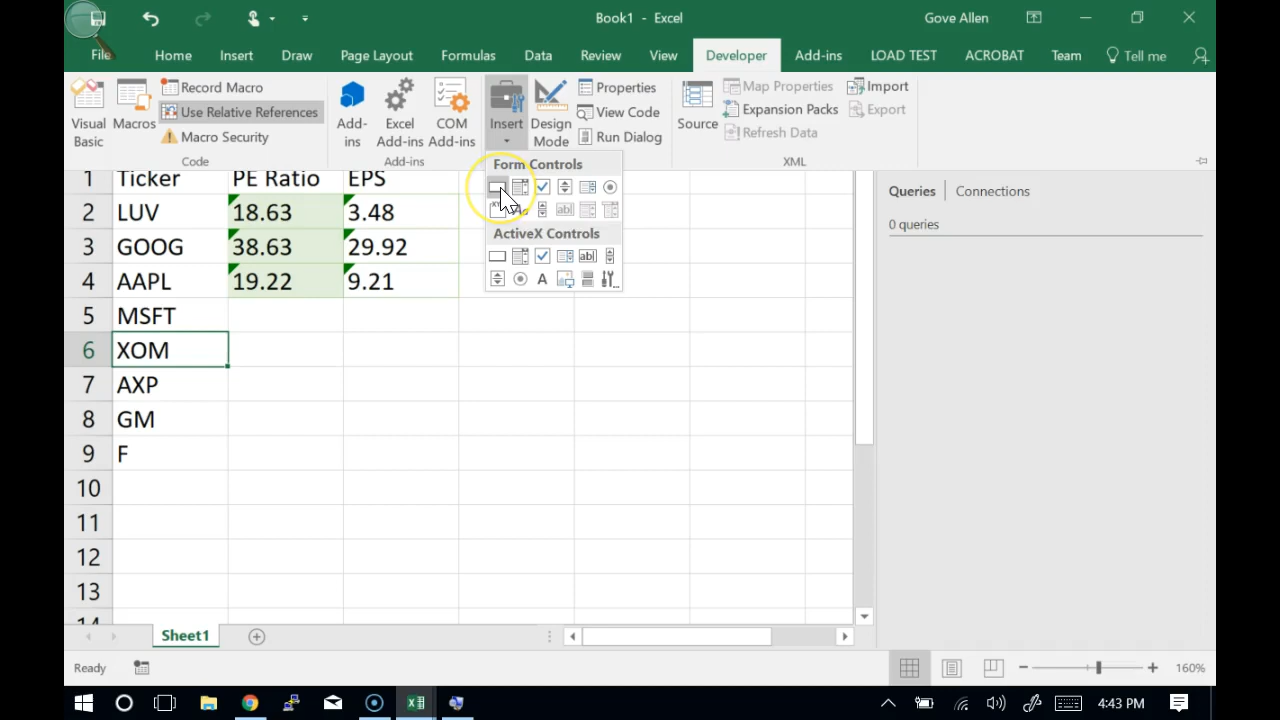 Book1 - Excel
Gove Allen
File Home Insert Draw Page Layout Formulas Data Review View Developer Add-ins LOAD TEST ACROBAT Team Tell me
Visual Basic
Macros
Record Macro
Use Relative References
Macro Security
Code
Add-ins
Excel Add-ins
COM Add-ins
Add-ins
Insert
Design Mode
Properties
View Code
Run Dialog
Source
Map Properties
Expansion Packs
Refresh Data
Import
Export
XML
Form Controls
ActiveX Controls
Queries Connections
0 queries
1 Ticker PE Ratio EPS
2 LUV 18.63 3.48
3 GOOG 38.63 29.92
4 AAPL 19.22 9.21
5 MSFT
6 XOM
7 AXP
8 GM
9 F
10
11
12
13
14
Sheet1
Ready
160%
4:43 PM